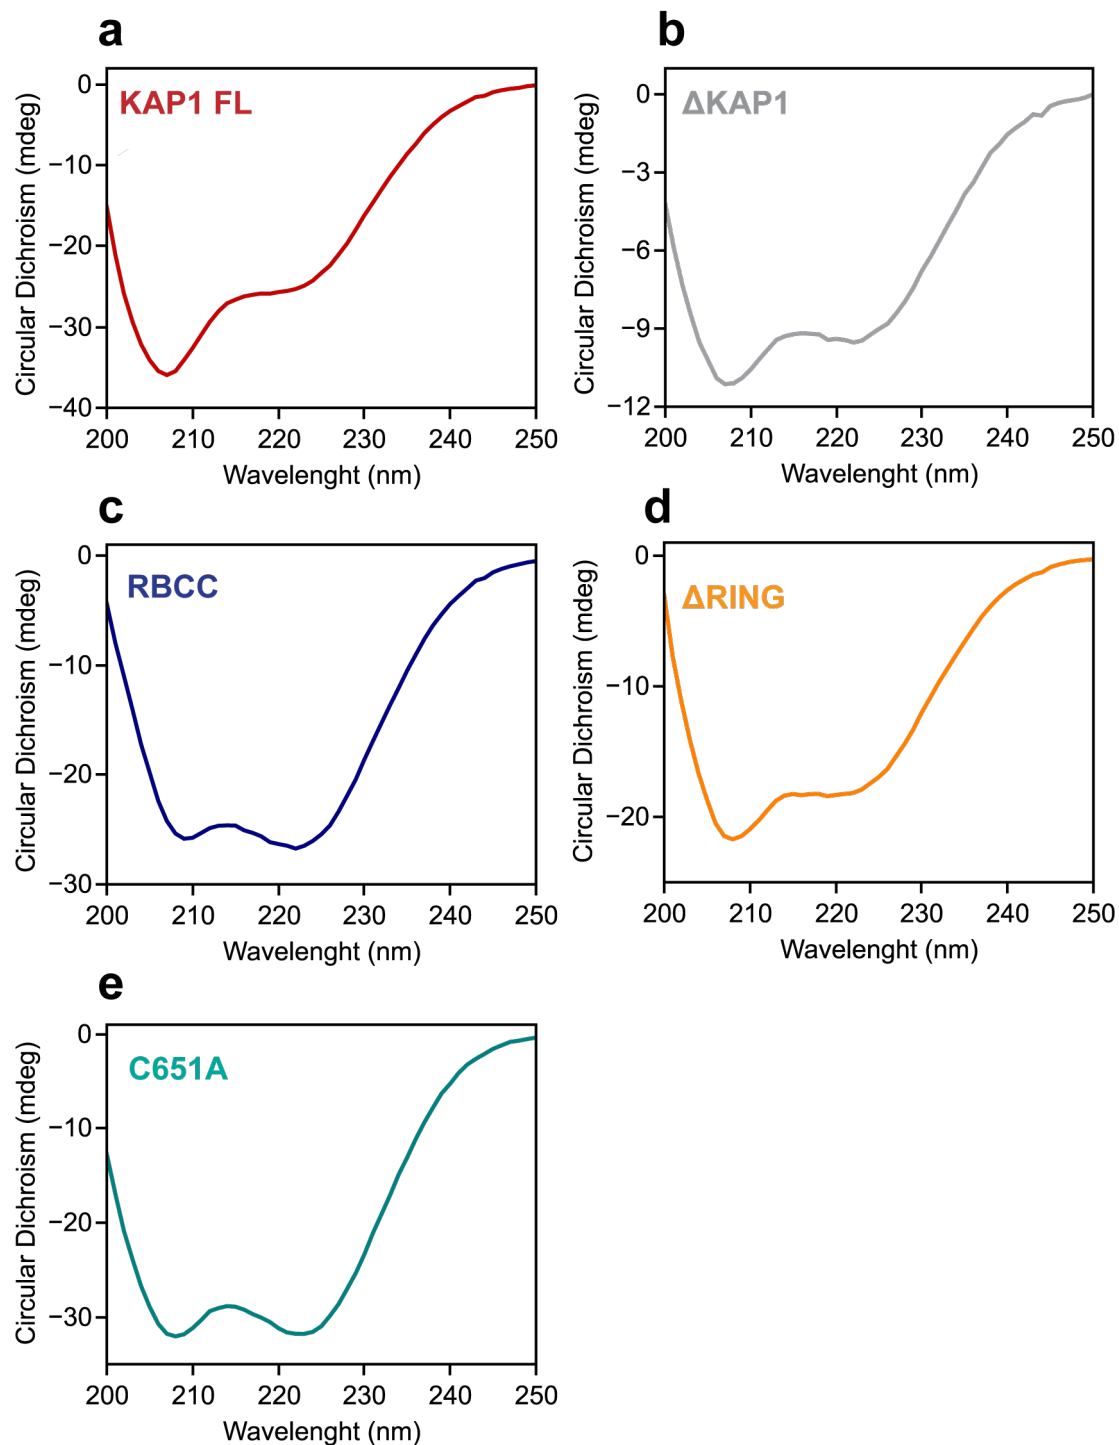 a
KAP1 FL
Circular Dichroism (mdeg)
0
−10
−20
−30
−40
200 210 220 230 240 250
Wavelenght (nm)
b
ΔKAP1
Circular Dichroism (mdeg)
0
−3
−6
−9
−12
200 210 220 230 240 250
Wavelenght (nm)
c
RBCC
Circular Dichroism (mdeg)
0
−10
−20
−30
200 210 220 230 240 250
Wavelenght (nm)
d
ΔRING
Circular Dichroism (mdeg)
0
−10
−20
200 210 220 230 240 250
Wavelenght (nm)
e
C651A
Circular Dichroism (mdeg)
0
−10
−20
−30
200 210 220 230 240 250
Wavelenght (nm)